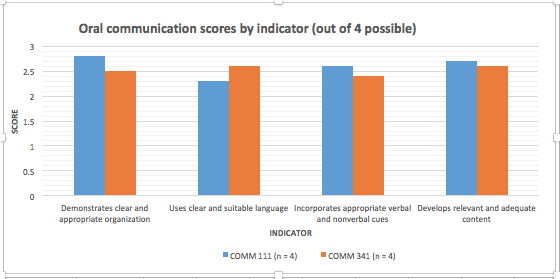 Oral communication scores by indicator (out of 4 possible)
3
2.5
2
1.5
1
0.5
0
SCORE
Demonstrates clear and
appropriate organization
Uses clear and suitable language
Incorporates appropriate verbal
and nonverbal cues
Develops relevant and adequate
content
INDICATOR
COMM 111 (n = 4)
COMM 341 (n = 4)